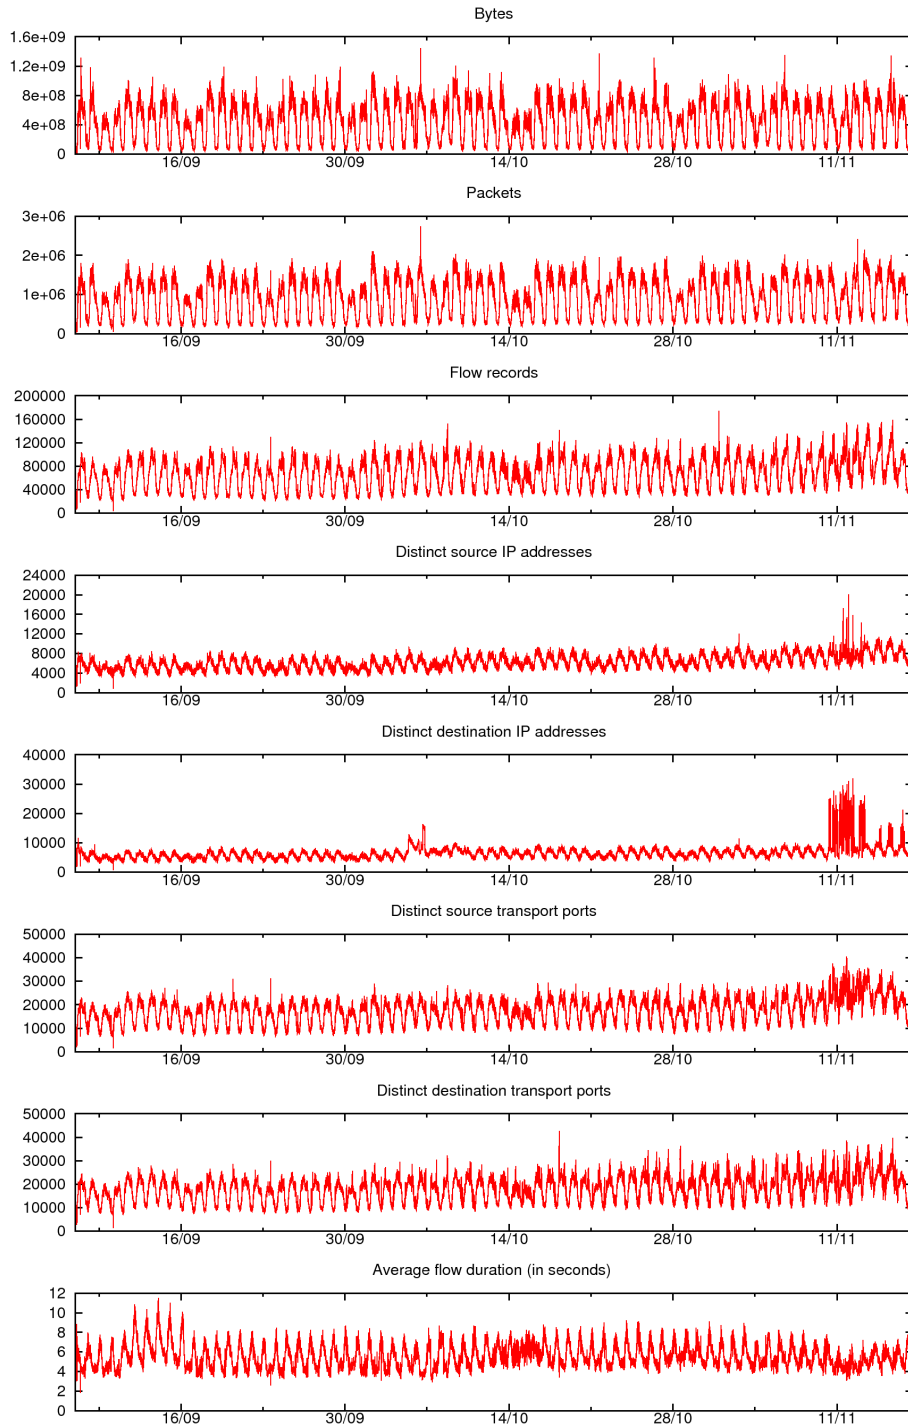 Bytes
1.6e+09
1.2e+09
8e+08
4e+08
0
16/09 30/09 14/10 28/10 11/11
Packets
3e+06
2e+06
1e+06
0
16/09 30/09 14/10 28/10 11/11
Flow records
200000
160000
120000
80000
40000
0
16/09 30/09 14/10 28/10 11/11
Distinct source IP addresses
24000
20000
16000
12000
8000
4000
0
16/09 30/09 14/10 28/10 11/11
Distinct destination IP addresses
40000
30000
20000
10000
0
16/09 30/09 14/10 28/10 11/11
Distinct source transport ports
50000
40000
30000
20000
10000
0
16/09 30/09 14/10 28/10 11/11
Distinct destination transport ports
50000
40000
30000
20000
10000
0
16/09 30/09 14/10 28/10 11/11
Average flow duration (in seconds)
12
10
8
6
4
2
0
16/09 30/09 14/10 28/10 11/11